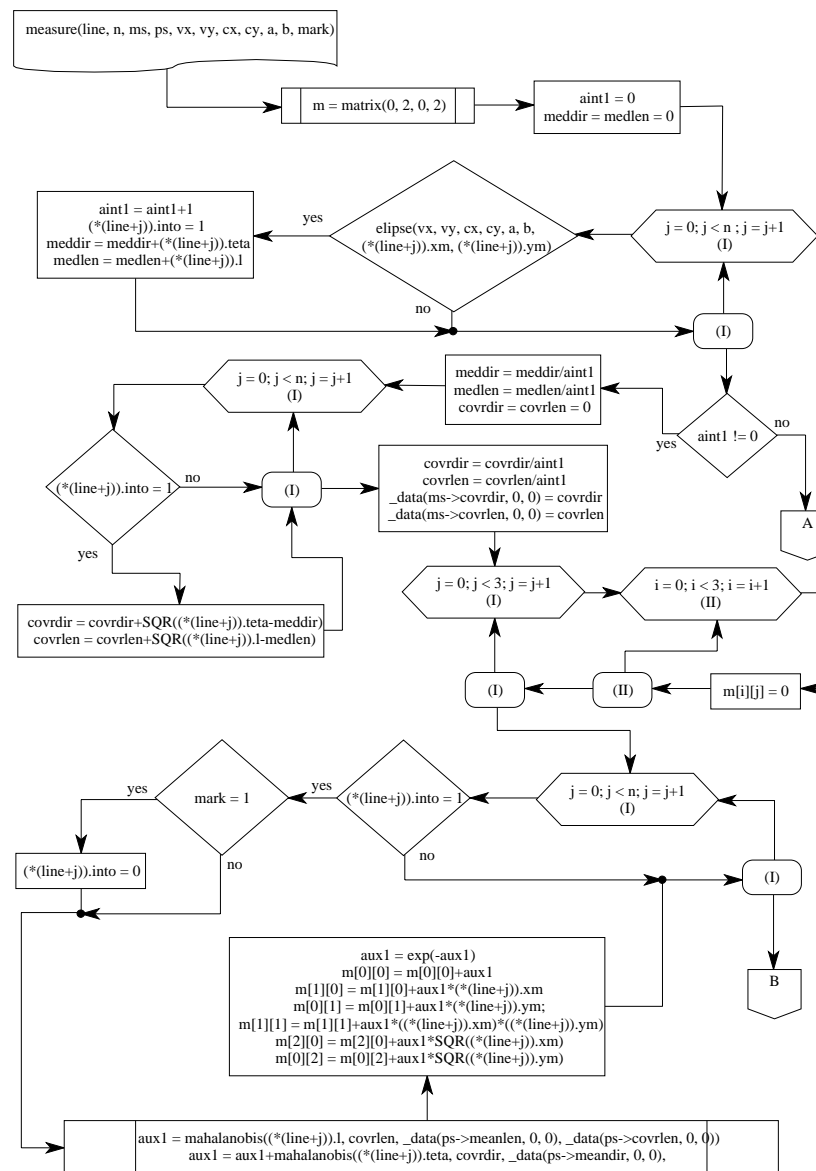 measure(line, n, ms, ps, vx, vy, cx, cy, a, b, mark)
m = matrix(0, 2, 0, 2)
aint1 = 0
meddir = medlen = 0
aint1 = aint1+1
(*(line+j)).into = 1
meddir = meddir+(*(line+j)).teta
medlen = medlen+(*(line+j)).l
yes
elipse(vx, vy, cx, cy, a, b,
(*(line+j)).xm, (*(line+j)).ym)
no
j = 0; j < n ; j = j+1
(I)
(I)
j = 0; j < n; j = j+1
(I)
meddir = meddir/aint1
medlen = medlen/aint1
covrdir = covrlen = 0
yes
aint1 != 0
no
A
(*(line+j)).into = 1
no
yes
(I)
covrdir = covrdir/aint1
covrlen = covrlen/aint1
_data(ms->covrdir, 0, 0) = covrdir
_data(ms->covrlen, 0, 0) = covrlen
covrdir = covrdir+SQR((*(line+j)).teta-meddir)
covrlen = covrlen+SQR((*(line+j)).l-medlen)
j = 0; j < 3; j = j+1
(I)
i = 0; i < 3; i = i+1
(II)
(I)
(II)
m[i][j] = 0
yes
mark = 1
no
yes
(*(line+j)).into = 1
no
j = 0; j < n; j = j+1
(I)
(*(line+j)).into = 0
(I)
B
aux1 = exp(-aux1)
m[0][0] = m[0][0]+aux1
m[1][0] = m[1][0]+aux1*(*(line+j)).xm
m[0][1] = m[0][1]+aux1*(*(line+j)).ym;
m[1][1] = m[1][1]+aux1*((*(line+j)).xm)*((*(line+j)).ym)
m[2][0] = m[2][0]+aux1*SQR((*(line+j)).xm)
m[0][2] = m[0][2]+aux1*SQR((*(line+j)).ym)
aux1 = mahalanobis((*(line+j)).l, covrlen, _data(ps->meanlen, 0, 0), _data(ps->covrlen, 0, 0))
aux1 = aux1+mahalanobis((*(line+j)).teta, covrdir, _data(ps->meandir, 0, 0),